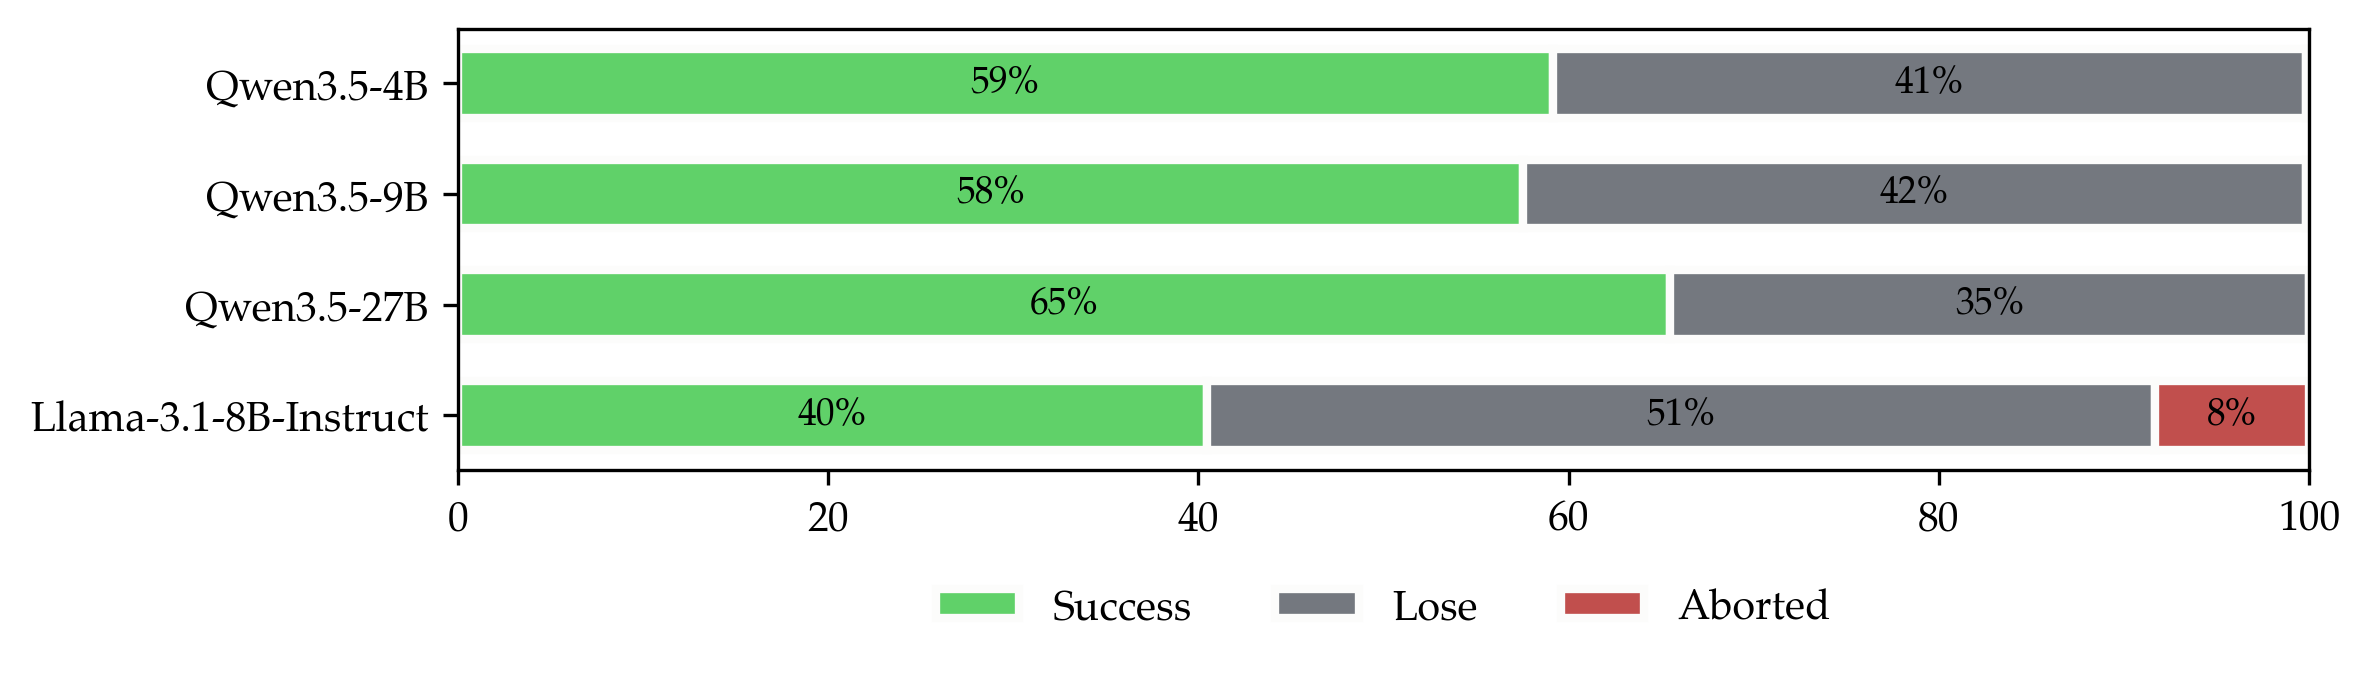 Qwen3.5-4B 59% 41%
Qwen3.5-9B 58% 42%
Qwen3.5-27B 65% 35%
Llama-3.1-8B-Instruct 40% 51% 8%
0 20 40 60 80 100
Success Lose Aborted